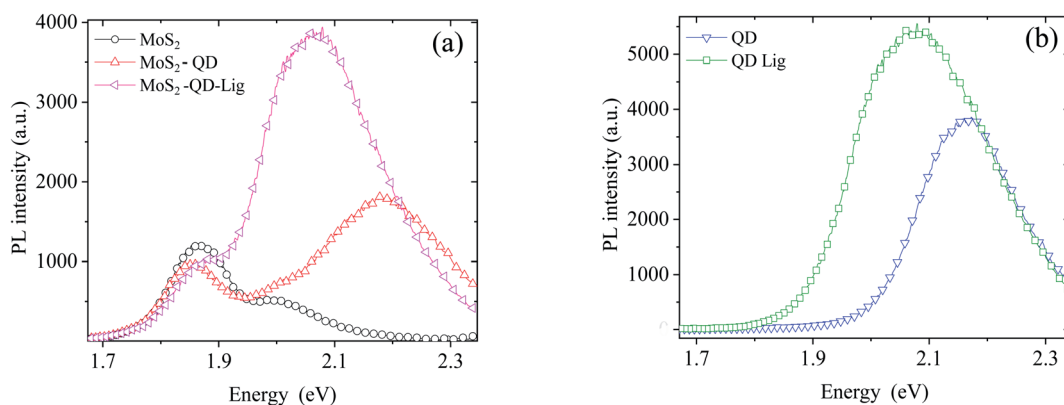 4000
3000
2000
1000
PL intensity (a.u.)
MoS₂
MoS₂- QD
MoS₂ -QD-Lig
(a)
1.7 1.9 2.1 2.3
Energy (eV)
5000
4000
3000
2000
1000
0
PL intensity (a.u.)
QD
QD Lig
(b)
1.7 1.9 2.1 2.3
Energy (eV)